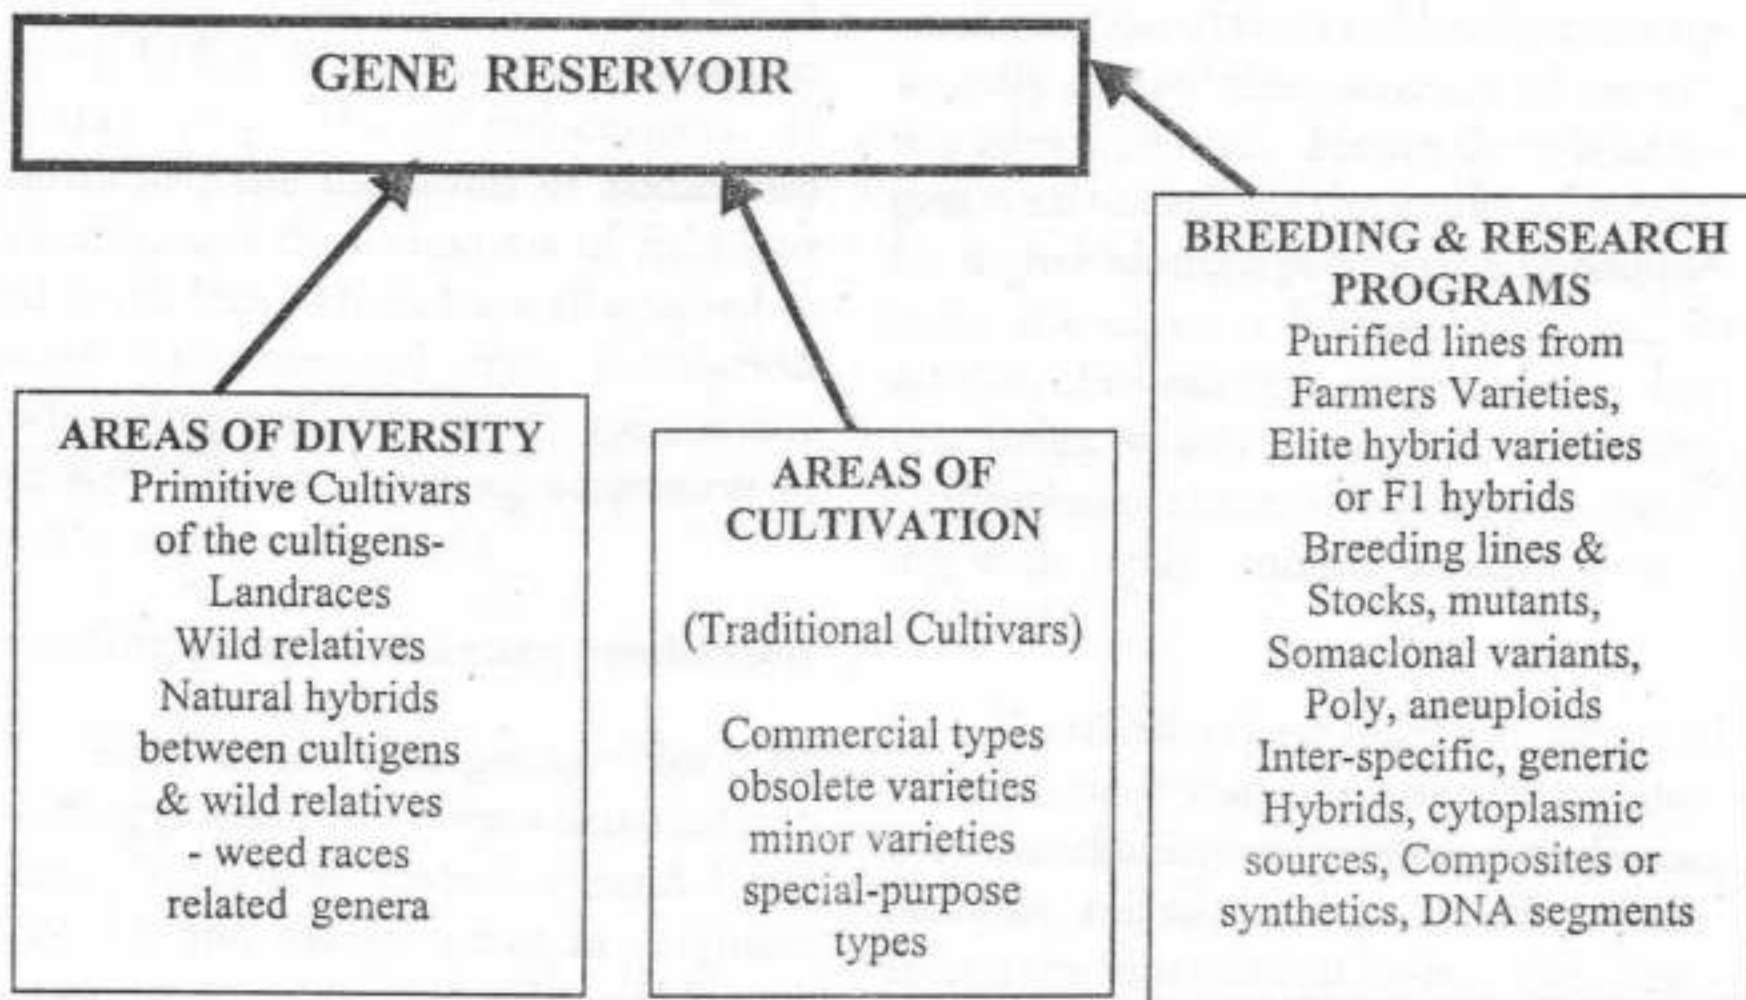 GENE RESERVOIR
AREAS OF DIVERSITY
Primitive Cultivars
of the cultigens-
Landraces
Wild relatives
Natural hybrids
between cultigens
& wild relatives
- weed races
related genera
AREAS OF
CULTIVATION
(Traditional Cultivars)
Commercial types
obsolete varieties
minor varieties
special-purpose
types
BREEDING & RESEARCH
PROGRAMS
Purified lines from
Farmers Varieties,
Elite hybrid varieties
or F1 hybrids
Breeding lines &
Stocks, mutants,
Somaclonal variants,
Poly, aneuploids
Inter-specific, generic
Hybrids, cytoplasmic
sources, Composites or
synthetics, DNA segments